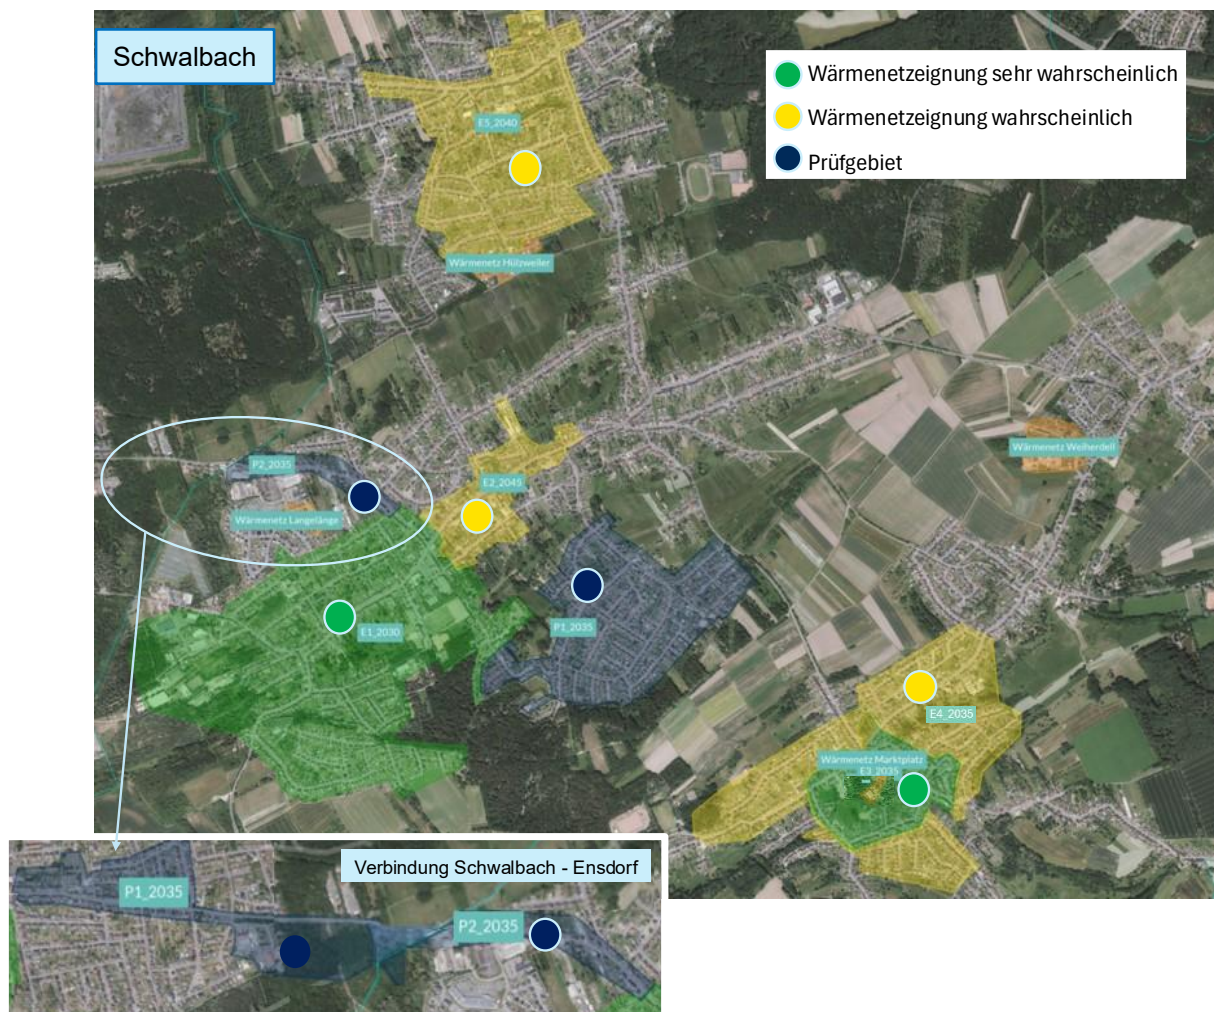 Schwalbach
Wärmenetzeignung sehr wahrscheinlich
Wärmenetzeignung wahrscheinlich
Prüfgebiet
E5_2040
Wärmenetz Hülzweiler
P2_2035
Wärmenetz Langelänge
E2_2045
Wärmenetz Weiherdell
E1_2030
P1_2035
E4_2035
Wärmenetz Marktplatz
E3_2035
Verbindung Schwalbach - Ensdorf
P1_2035
P2_2035